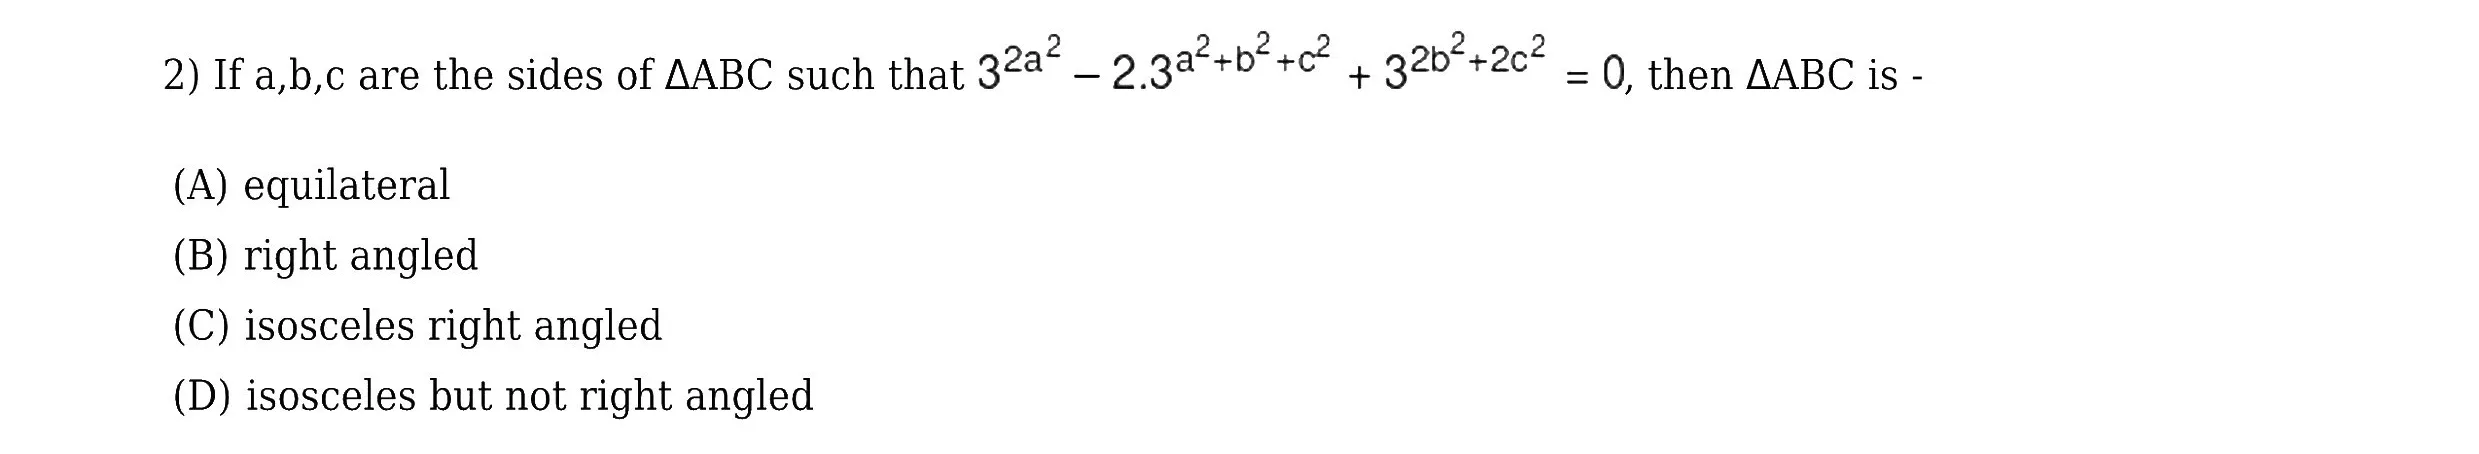 2) If a,b,c are the sides of ΔABC such that 3^{2a^2} – 2.3^{a^2+b^2+c^2} + 3^{2b^2+2c^2} = 0, then ΔABC is -
(A) equilateral
(B) right angled
(C) isosceles right angled
(D) isosceles but not right angled